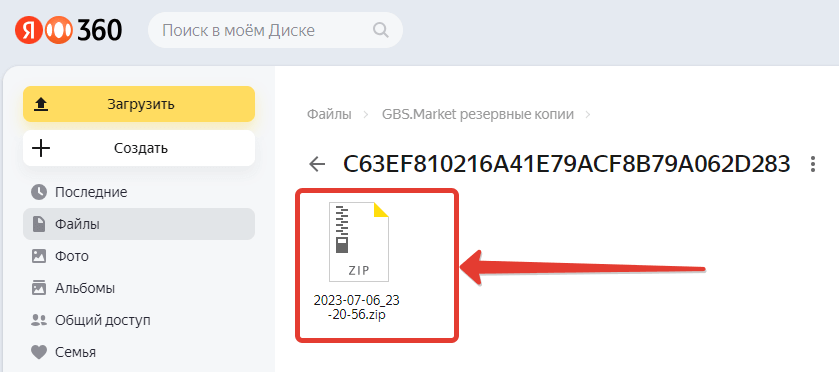 Я 360
Поиск в моём Диске
Загрузить
Создать
Последние
Файлы
Фото
Альбомы
Общий доступ
Семья
Файлы
GBS.Market резервные копии
C63EF810216A41E79ACF8B79A062D283
ZIP
2023-07-06_23
-20-56.zip